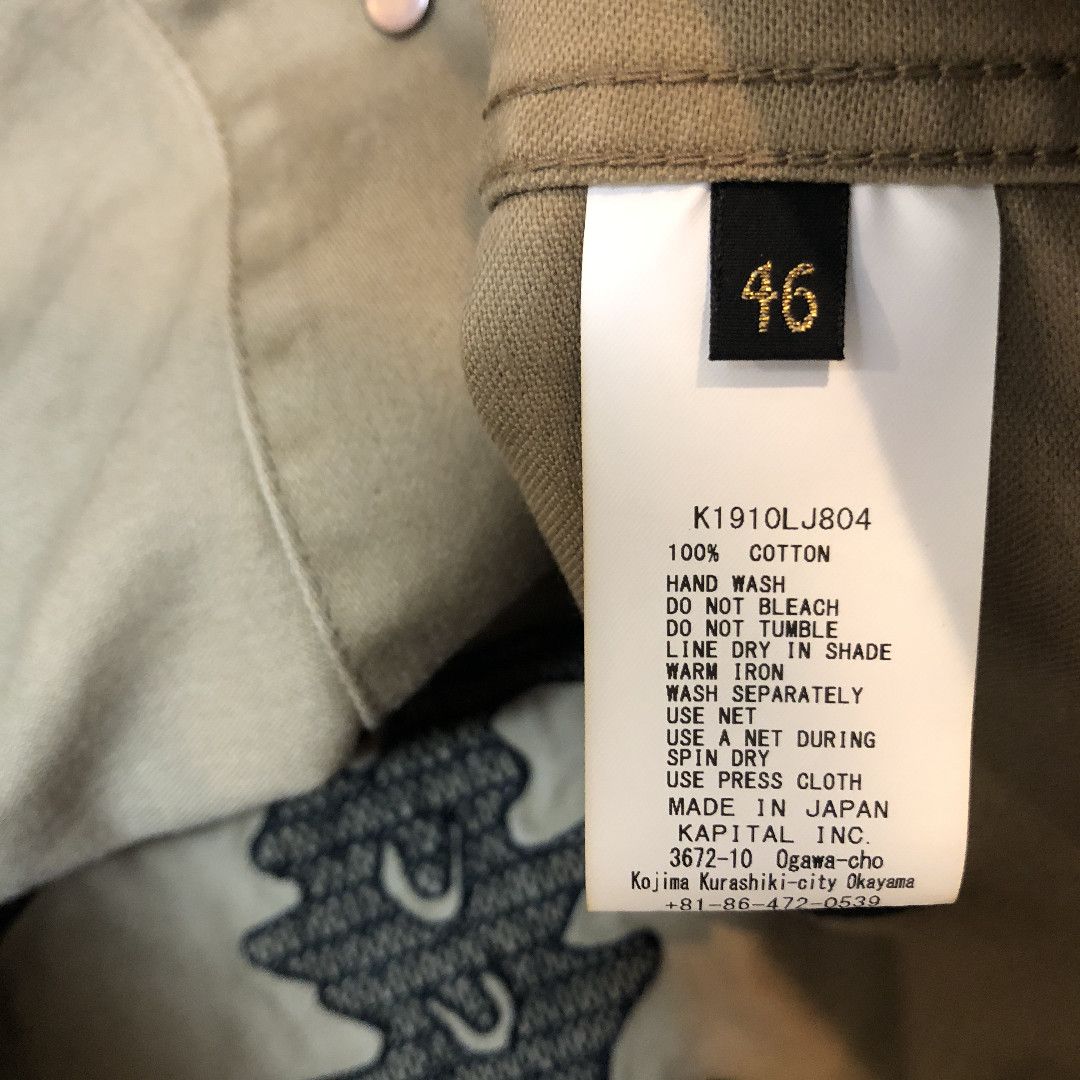 46
K1910LJ804
100% COTTON
HAND WASH
DO NOT BLEACH
DO NOT TUMBLE
LINE DRY IN SHADE
WARM IRON
WASH SEPARATELY
USE NET
USE A NET DURING
SPIN DRY
USE PRESS CLOTH
MADE IN JAPAN
KAPITAL INC.
3672-10 Ogawa-cho
Kojima Kurashiki-city Okayama
+81-86-472-0539